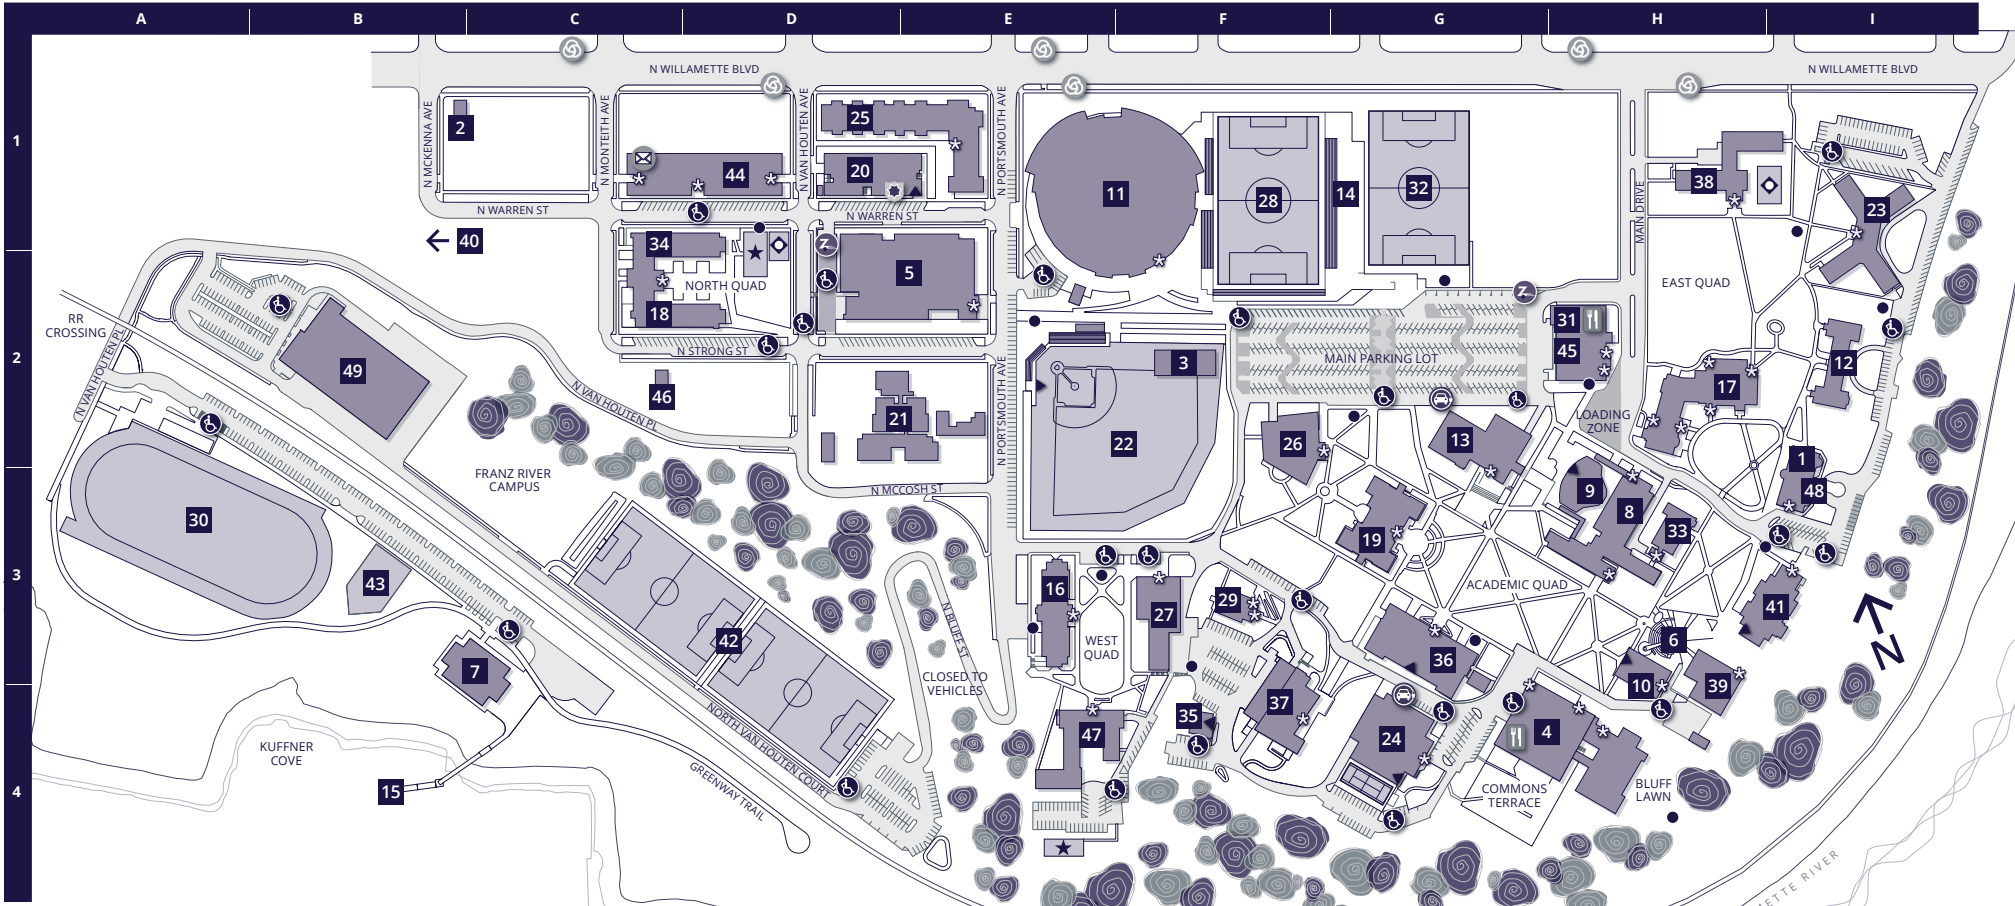 A B C D E F G H I
N WILLAMETTE BLVD
N WILLAMETTE BLVD
1
2
3
4
N MCKENNA AVE
N MONTEITH AVE
N VAN HOUTEN AVE
N PORTSMOUTH AVE
MAIN DRIVE
2
25
44
20
11
28
14
32
38
23
N WARREN ST
N WARREN ST
40
34
5
NORTH QUAD
18
EAST QUAD
RR
CROSSING
N VAN HOUTEN PL
49
N STRONG ST
46
N VAN HOUTEN PL
21
N PORTSMOUTH AVE
3
22
MAIN PARKING LOT
31
45
17
12
LOADING
ZONE
26
13
1
48
9
8
33
FRANZ RIVER
CAMPUS
N MCCOSH ST
30
43
19
ACADEMIC QUAD
16
27
29
41
42
N BLUFF ST
WEST
QUAD
6
36
7
CLOSED TO
VEHICLES
10
39
37
35
47
24
4
NORTH VAN HOUTEN COURT
KUFFNER
COVE
GREENWAY TRAIL
15
COMMONS
TERRACE
BLUFF
LAWN
N
Z
Z
RIVER